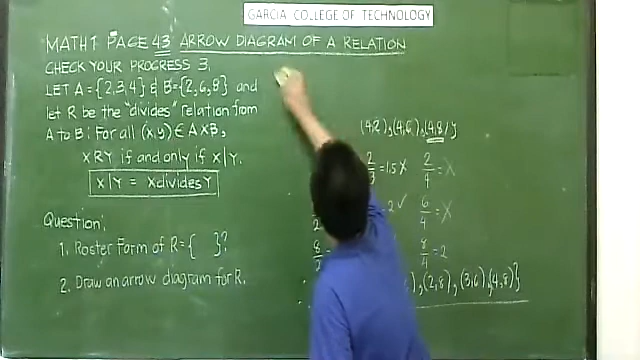 GARCIA COLLEGE OF TECHNOLOGY
MATH 1 PAGE 43 ARROW DIAGRAM OF A RELATION
CHECK YOUR PROGRESS 3.
LET A={2,3,4} & B={2,6,8} and
let R be the "divides" relation from
A to B: For all (x,y) ∈ A X B,
x R Y if and only if x | Y.
x | Y = X divides Y
Question:
1. Roster Form of R = { }?
2. Draw an arrow diagram for R.
(4,2),(4,6),(4,8)
2/3 = 1.5 X 2/4 = X
= 2 ✓ 6/4 = X
8/2 8/4 = 2
),(2,8),(3,6),(4,8)}